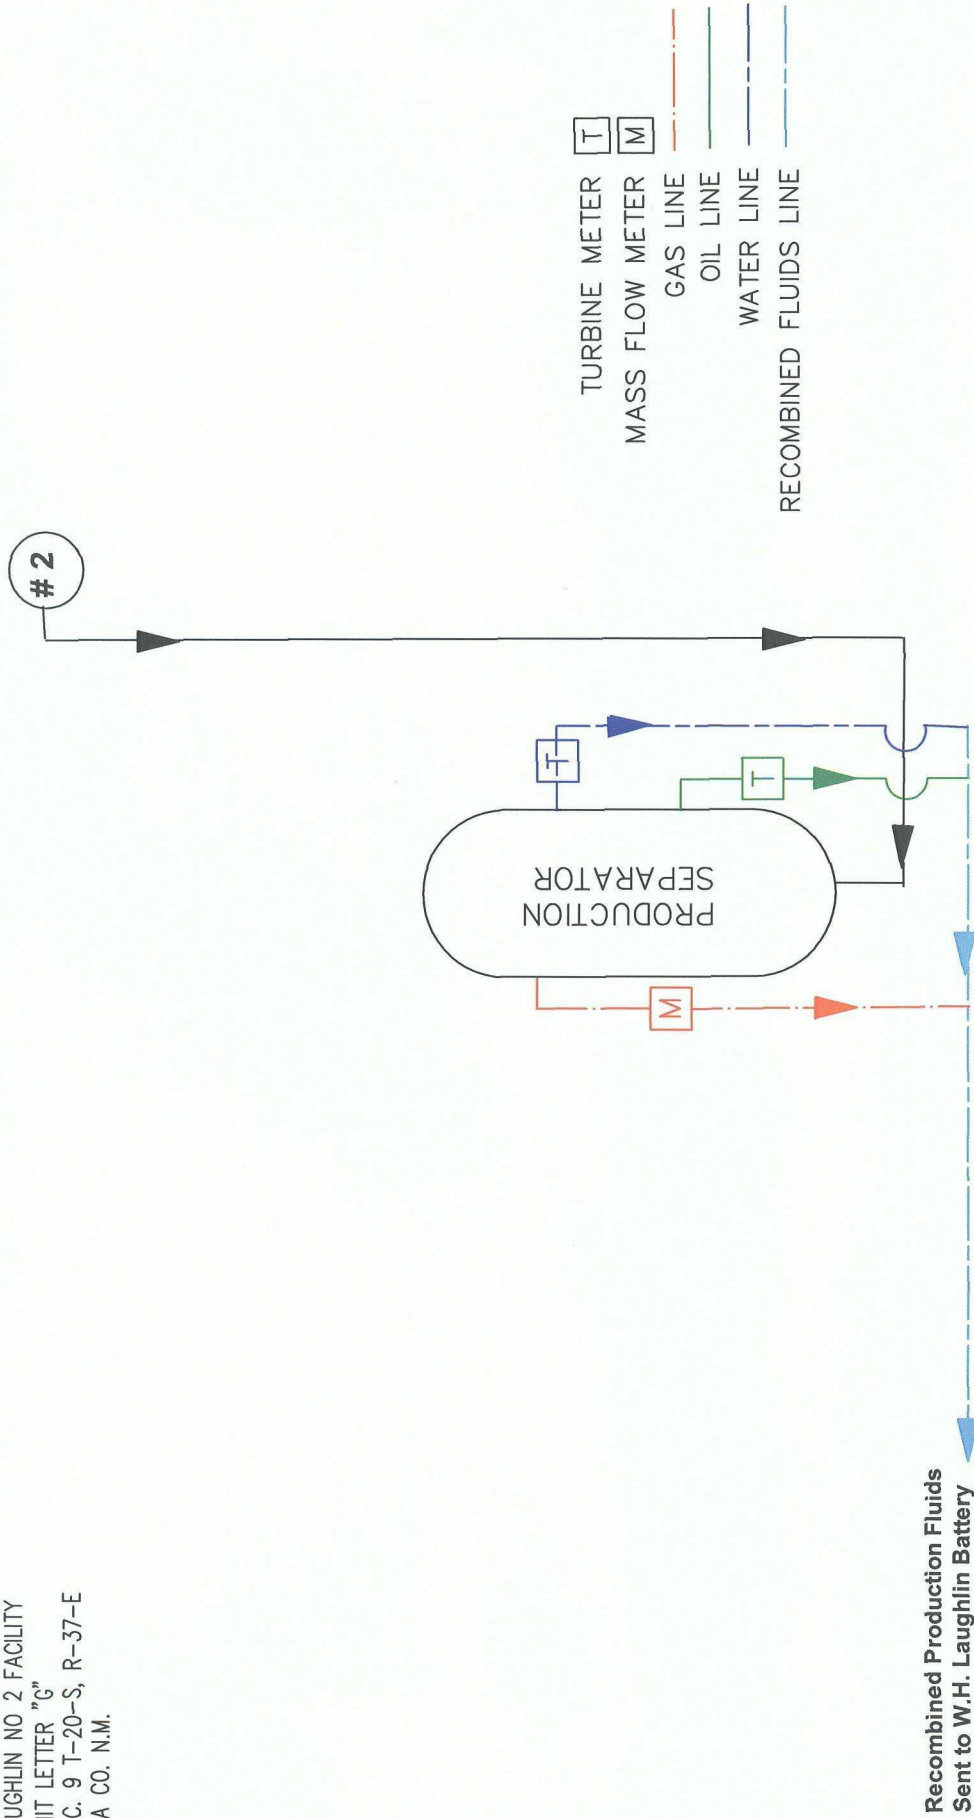 UGHLIN NO 2 FACILITY
IIT LETTER "G"
C. 9 T-20-S, R-37-E
A CO. N.M.
# 2
PRODUCTION
SEPARATOR
T
T
M
TURBINE METER T
MASS FLOW METER M
GAS LINE
OIL LINE
WATER LINE
RECOMBINED FLUIDS LINE
Recombined Production Fluids
Sent to W.H. Laughlin Battery